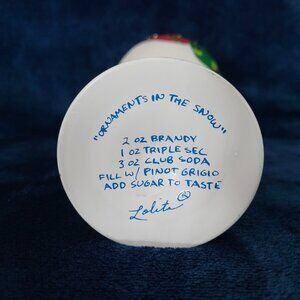 "ORNAMENTS IN THE SNOW"
2 OZ BRANDY
1 OZ TRIPLE SEC
3 OZ CLUB SODA
FILL W/ PINOT GRIGIO
ADD SUGAR TO TASTE
Lolita ®